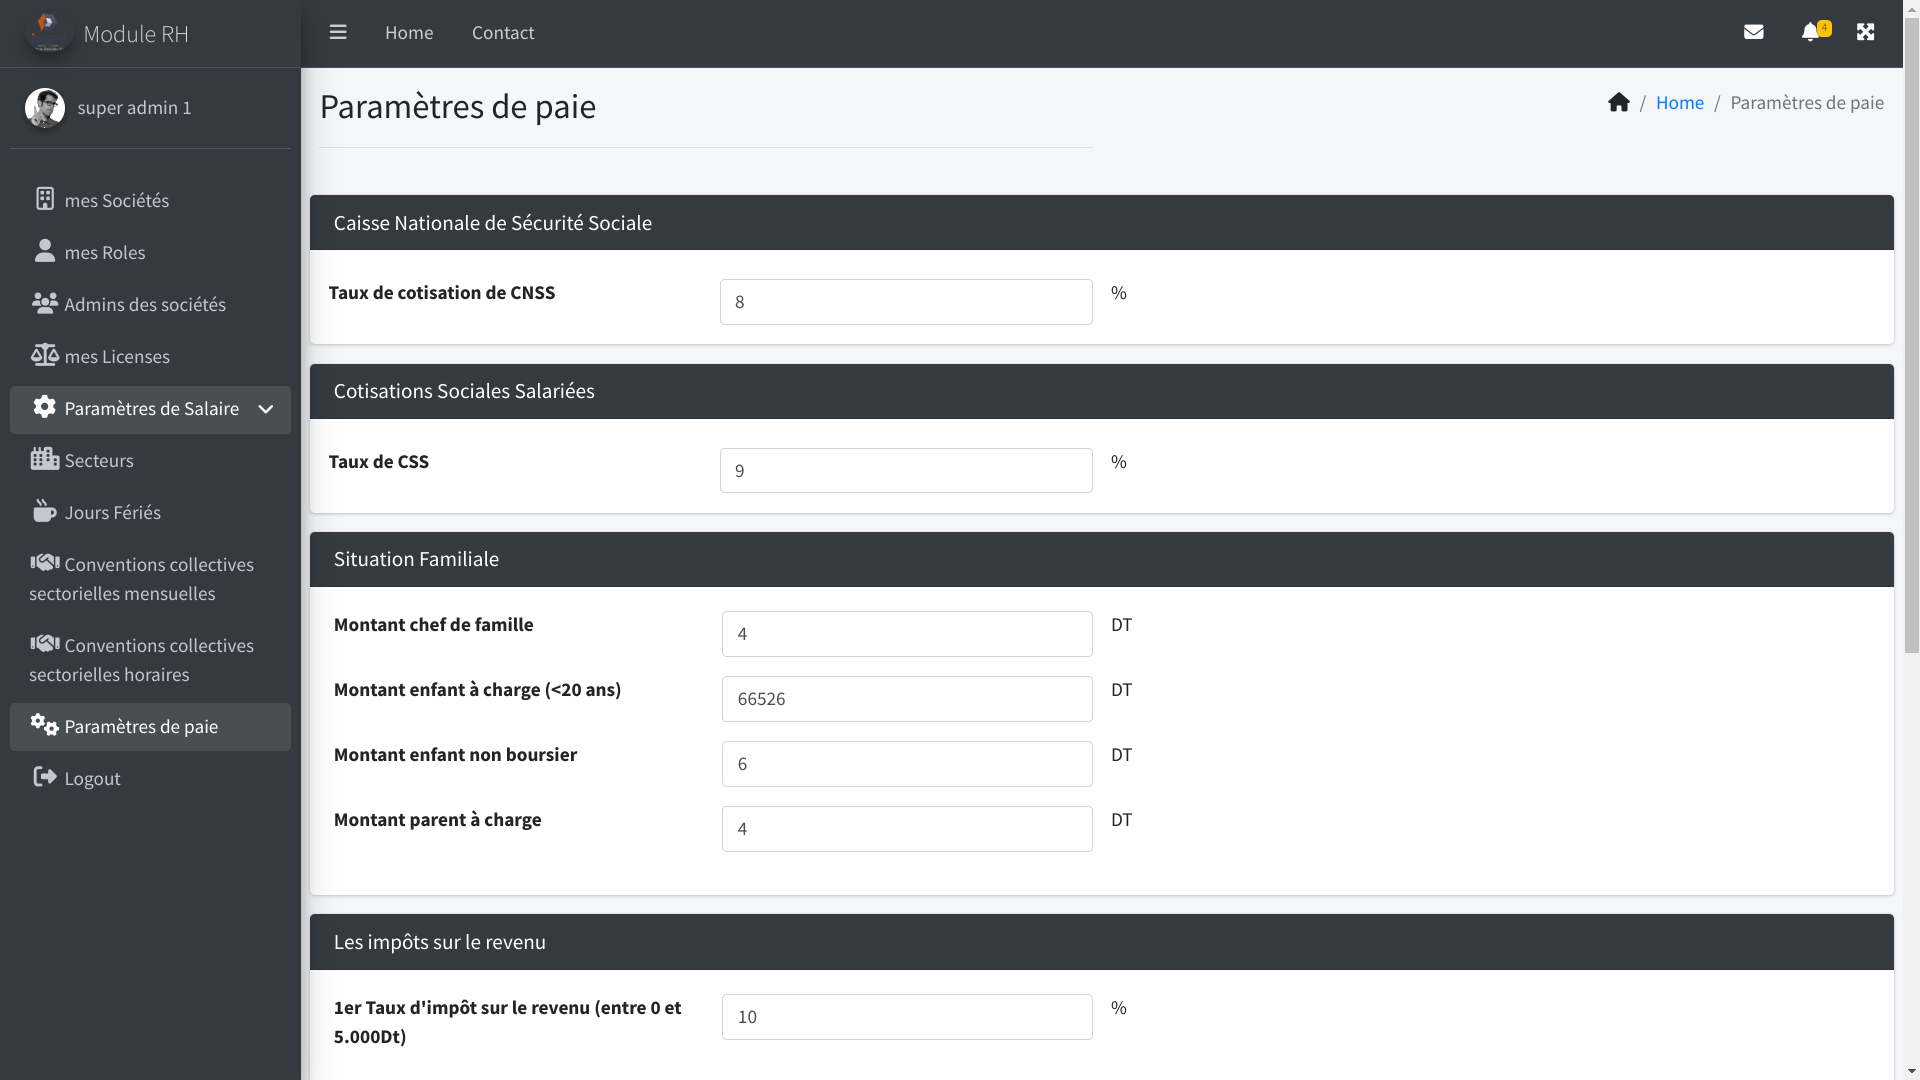 Module RH
Home
Contact
4
super admin 1
mes Sociétés
mes Roles
Admins des sociétés
mes Licenses
Paramètres de Salaire
Secteurs
Jours Fériés
Conventions collectives
sectorielles mensuelles
Conventions collectives
sectorielles horaires
Paramètres de paie
Logout
Paramètres de paie
/ Home / Paramètres de paie
Caisse Nationale de Sécurité Sociale
Taux de cotisation de CNSS 8 %
Cotisations Sociales Salariées
Taux de CSS 9 %
Situation Familiale
Montant chef de famille 4 DT
Montant enfant à charge (<20 ans) 66526 DT
Montant enfant non boursier 6 DT
Montant parent à charge 4 DT
Les impôts sur le revenu
1er Taux d'impôt sur le revenu (entre 0 et 10 %
5.000Dt)